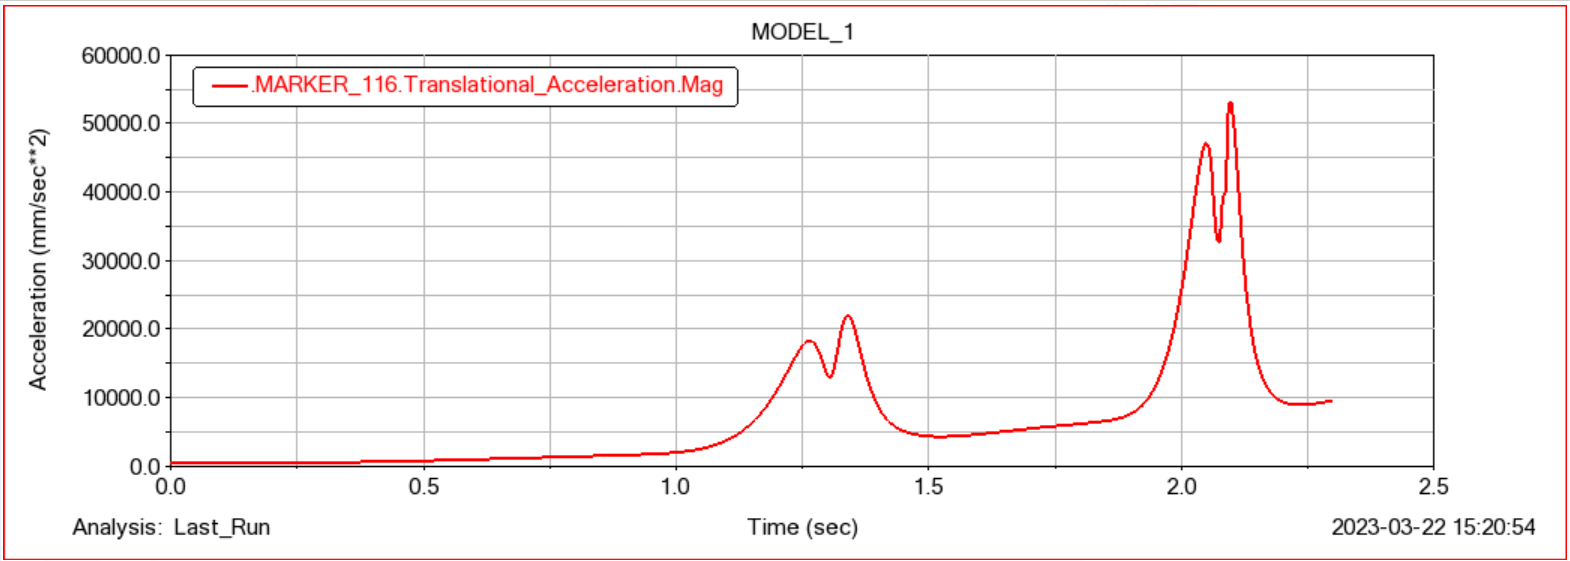 MODEL_1
.MARKER_116.Translational_Acceleration.Mag
Acceleration (mm/sec**2)
60000.0
50000.0
40000.0
30000.0
20000.0
10000.0
0.0
0.0 0.5 1.0 1.5 2.0 2.5
Analysis: Last_Run Time (sec) 2023-03-22 15:20:54